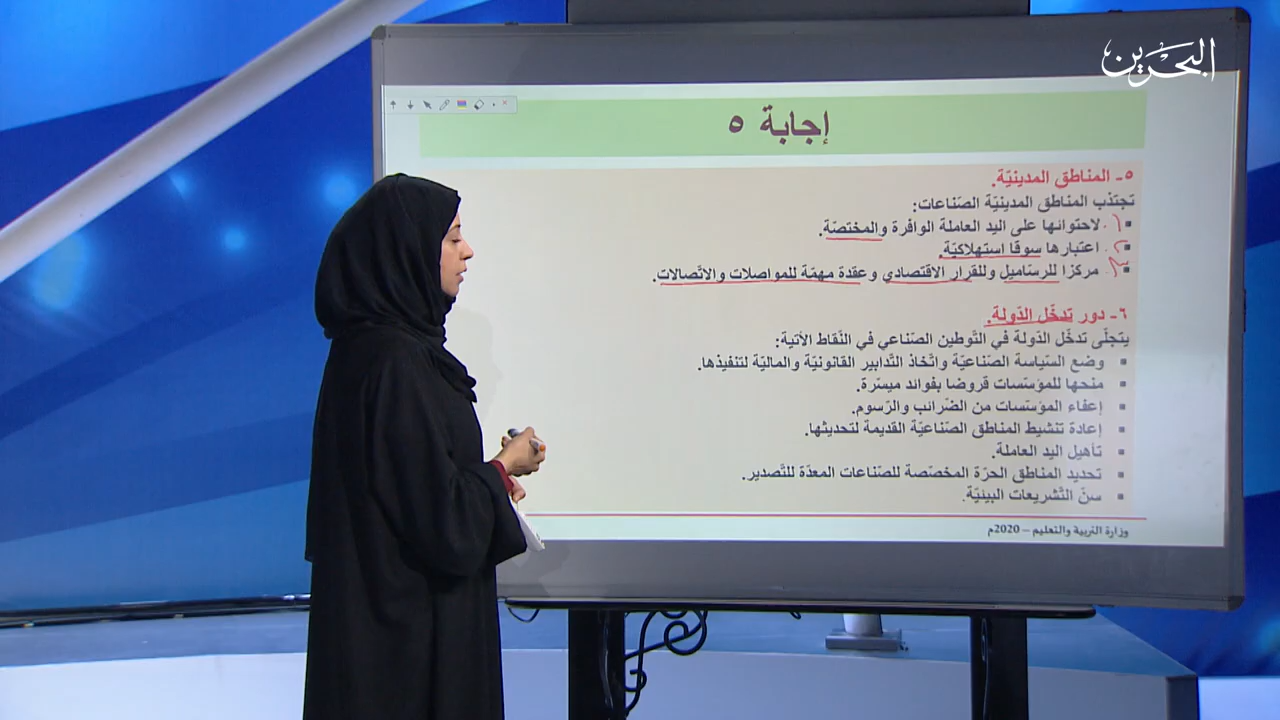 البحرين
إجابة ٥
٥- المناطق المدينيّة.
تجتذب المناطق المدينيّة الصّناعات:
١. لاحتوائها على اليد العاملة الوافرة والمختصّة.
٢. اعتبارها سوقًا استهلاكيّة.
٣. مركزا للرسّاميل وللقرار الاقتصادي وعقدة مهمّة للمواصلات والاتّصالات.
٦- دور تدخّل الدّولة.
يتجلّى تدخّل الدّولة في التّوطين الصّناعي في النّقاط الآتية:
▪ وضع السّياسة الصّناعيّة واتّخاذ التّدابير القانونيّة والماليّة لتنفيذها.
▪ منحها للمؤسّسات قروضا بفوائد ميسّرة.
▪ إعفاء المؤسّسات من الضّرائب والرّسوم.
▪ إعادة تنشيط المناطق الصّناعيّة القديمة لتحديثها.
▪ تأهيل اليد العاملة.
▪ تحديد المناطق الحرّة المخصّصة للصّناعات المعدّة للتّصدير.
▪ سنّ التّشريعات البيئيّة.
وزارة التربية والتعليم – 2020م